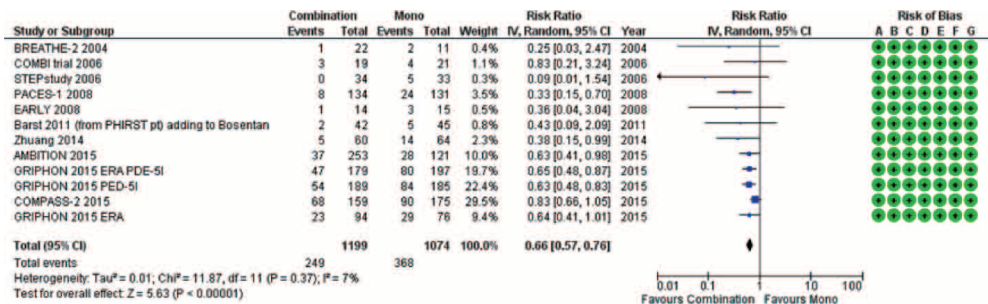 Combination Mono Risk Ratio Risk Ratio Risk of Bias
Study or Subgroup Events Total Events Total Weight IV, Random, 95% CI Year IV, Random, 95% CI A B C D E F G
BREATHE-2 2004 1 22 2 11 0.4% 0.25 [0.03, 2.47] 2004
COMBI trial 2006 3 19 4 21 1.1% 0.83 [0.21, 3.24] 2006
STEPstudy 2006 0 34 5 33 0.2% 0.09 [0.01, 1.54] 2006
PACES-1 2008 8 134 24 131 3.4% 0.33 [0.15, 0.70] 2008
EARLY 2008 1 14 3 15 0.4% 0.36 [0.04, 3.04] 2008
Barst 2011 (from PHIRST pt) adding to Bosentan 2 42 5 45 0.8% 0.43 [0.09, 2.09] 2011
Zhuang 2014 5 60 14 64 2.3% 0.38 [0.15, 0.99] 2014
AMBITION 2015 37 253 28 121 10.0% 0.63 [0.41, 0.98] 2015
GRIPHON 2015 ERA PDE-5I 47 179 80 197 19.7% 0.65 [0.48, 0.87] 2015
GRIPHON 2015 PED-5I 54 189 84 185 22.4% 0.63 [0.48, 0.83] 2015
COMPASS-2 2015 68 159 90 175 29.5% 0.83 [0.66, 1.05] 2015
GRIPHON 2015 ERA 23 94 29 76 9.4% 0.64 [0.41, 1.01] 2015
Total (95% CI) 1199 1074 100.0% 0.66 [0.57, 0.76]
Total events 249 368
Heterogeneity: Tau² = 0.01; Chi² = 11.87, df = 11 (P = 0.37); I² = 7%
Test for overall effect: Z = 5.63 (P < 0.00001)
0.01 0.1 1 10 100
Favours Combination Favours Mono